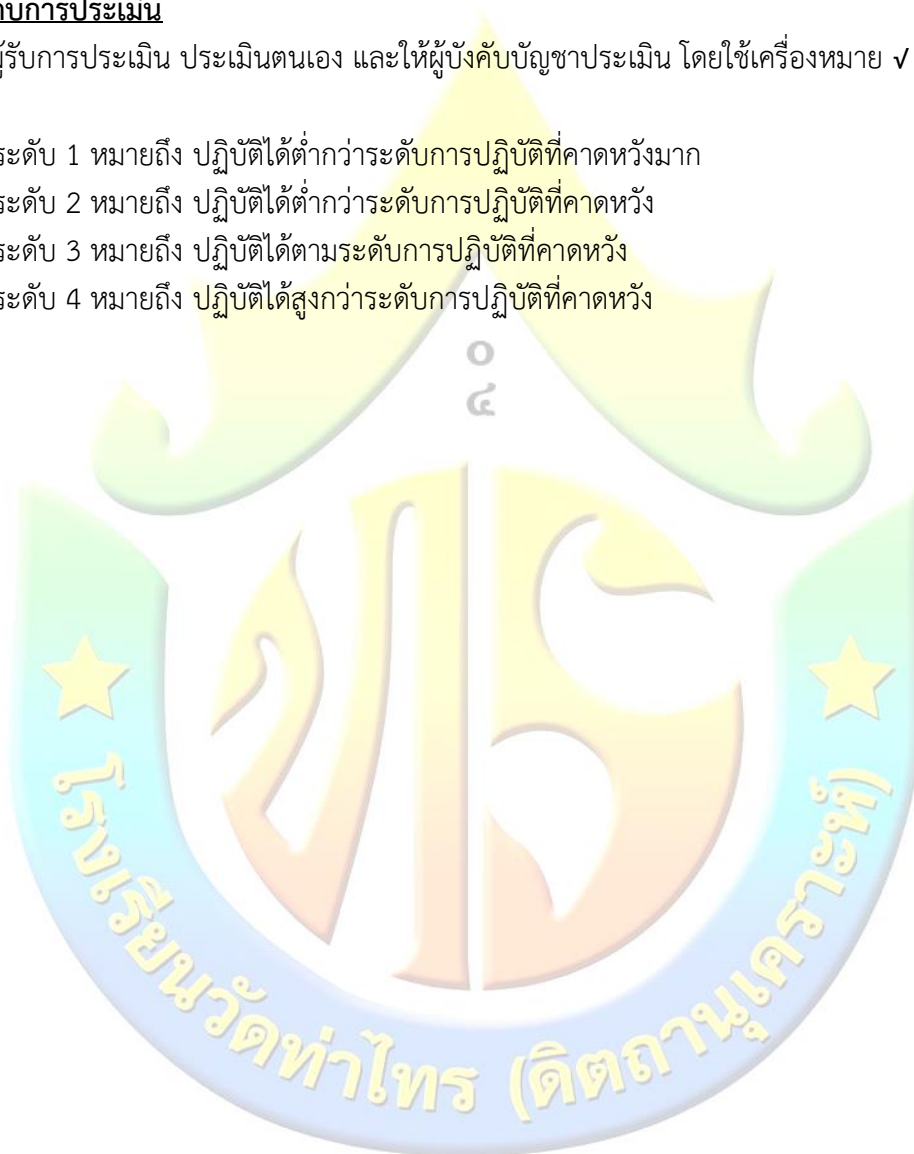 ดับการประเมิน
ผู้รับการประเมิน ประเมินตนเอง และให้ผู้บังคับบัญชาประเมิน โดยใช้เครื่องหมาย √
ระดับ 1 หมายถึง ปฏิบัติได้ต่ำกว่าระดับการปฏิบัติที่คาดหวังมาก
ระดับ 2 หมายถึง ปฏิบัติได้ต่ำกว่าระดับการปฏิบัติที่คาดหวัง
ระดับ 3 หมายถึง ปฏิบัติได้ตามระดับการปฏิบัติที่คาดหวัง
ระดับ 4 หมายถึง ปฏิบัติได้สูงกว่าระดับการปฏิบัติที่คาดหวัง
๐
๔
ทร
โรงเรียนวัดท่าไทร (ดิตถานุเคราะห์)